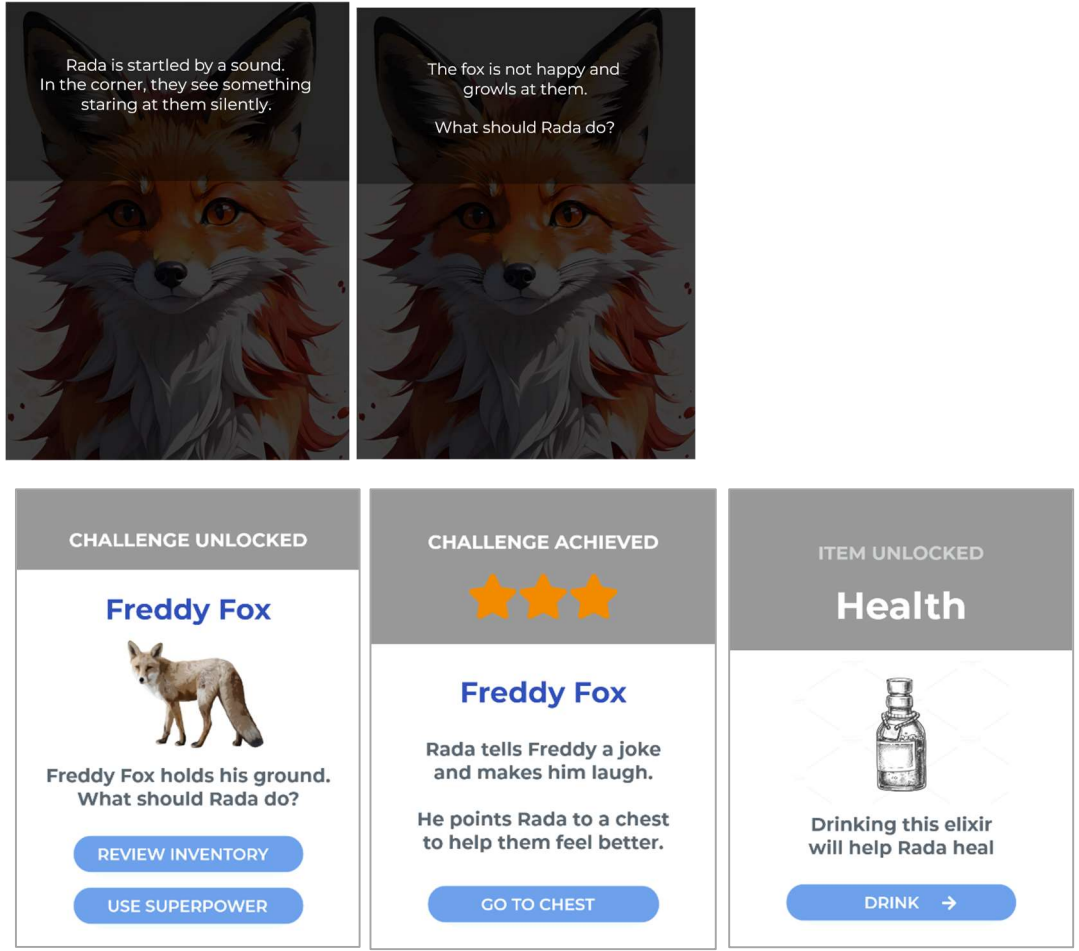 Rada is startled by a sound.
In the corner, they see something
staring at them silently.
The fox is not happy and
growls at them.
What should Rada do?
CHALLENGE UNLOCKED
Freddy Fox
Freddy Fox holds his ground.
What should Rada do?
REVIEW INVENTORY
USE SUPERPOWER
CHALLENGE ACHIEVED
Freddy Fox
Rada tells Freddy a joke
and makes him laugh.
He points Rada to a chest
to help them feel better.
GO TO CHEST
ITEM UNLOCKED
Health
Drinking this elixir
will help Rada heal
DRINK →